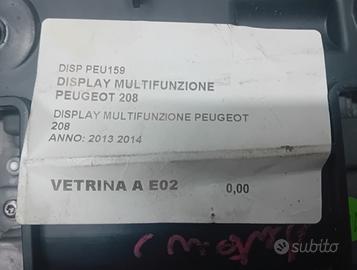 DISP PEU159
DISPLAY MULTIFUNZIONE
PEUGEOT 208
DISPLAY MULTIFUNZIONE PEUGEOT
208
ANNO: 2013 2014
VETRINA A E02 0,00
subito